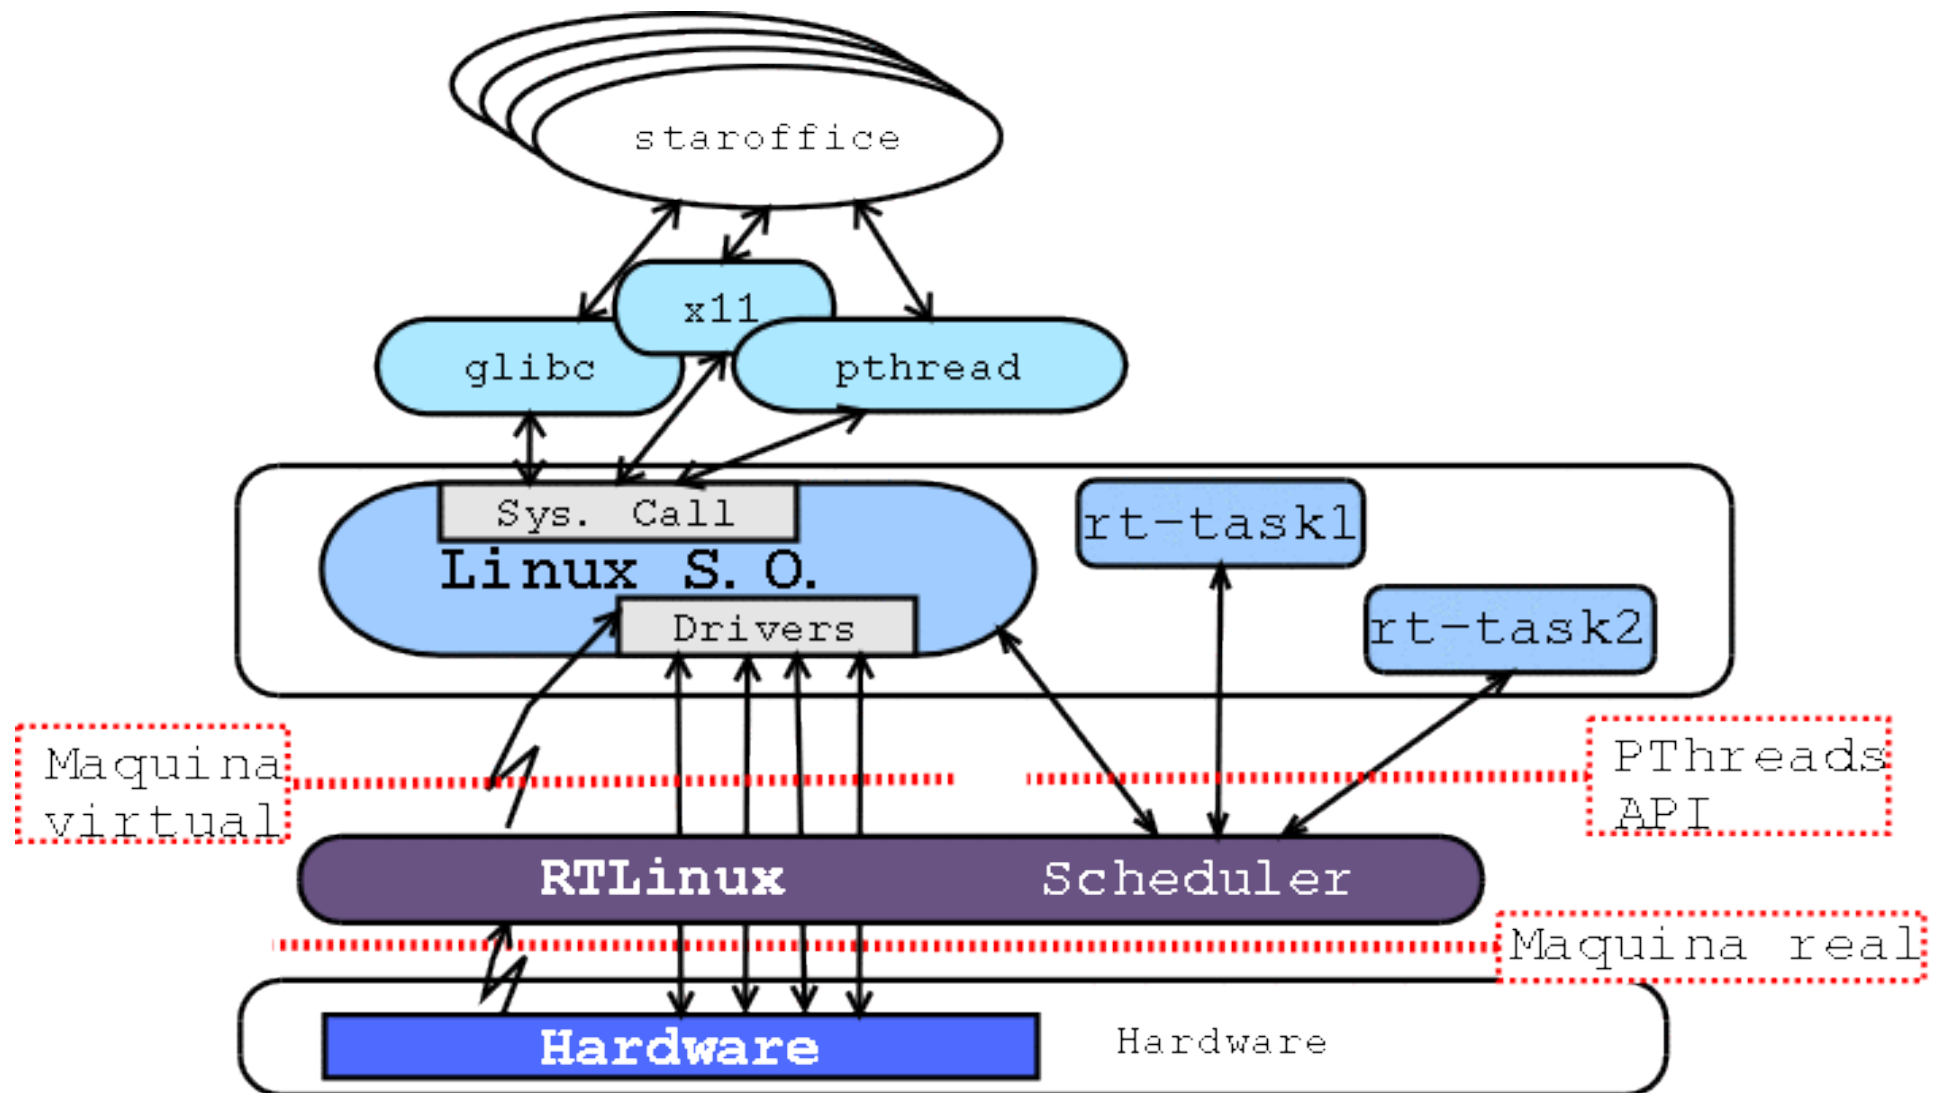 staroffice
x11
glibc
pthread
Sys. Call
rt-task1
Linux S.O.
Drivers
rt-task2
Maquina
virtual
PThreads
API
RTLinux
Scheduler
Maquina real
Hardware
Hardware